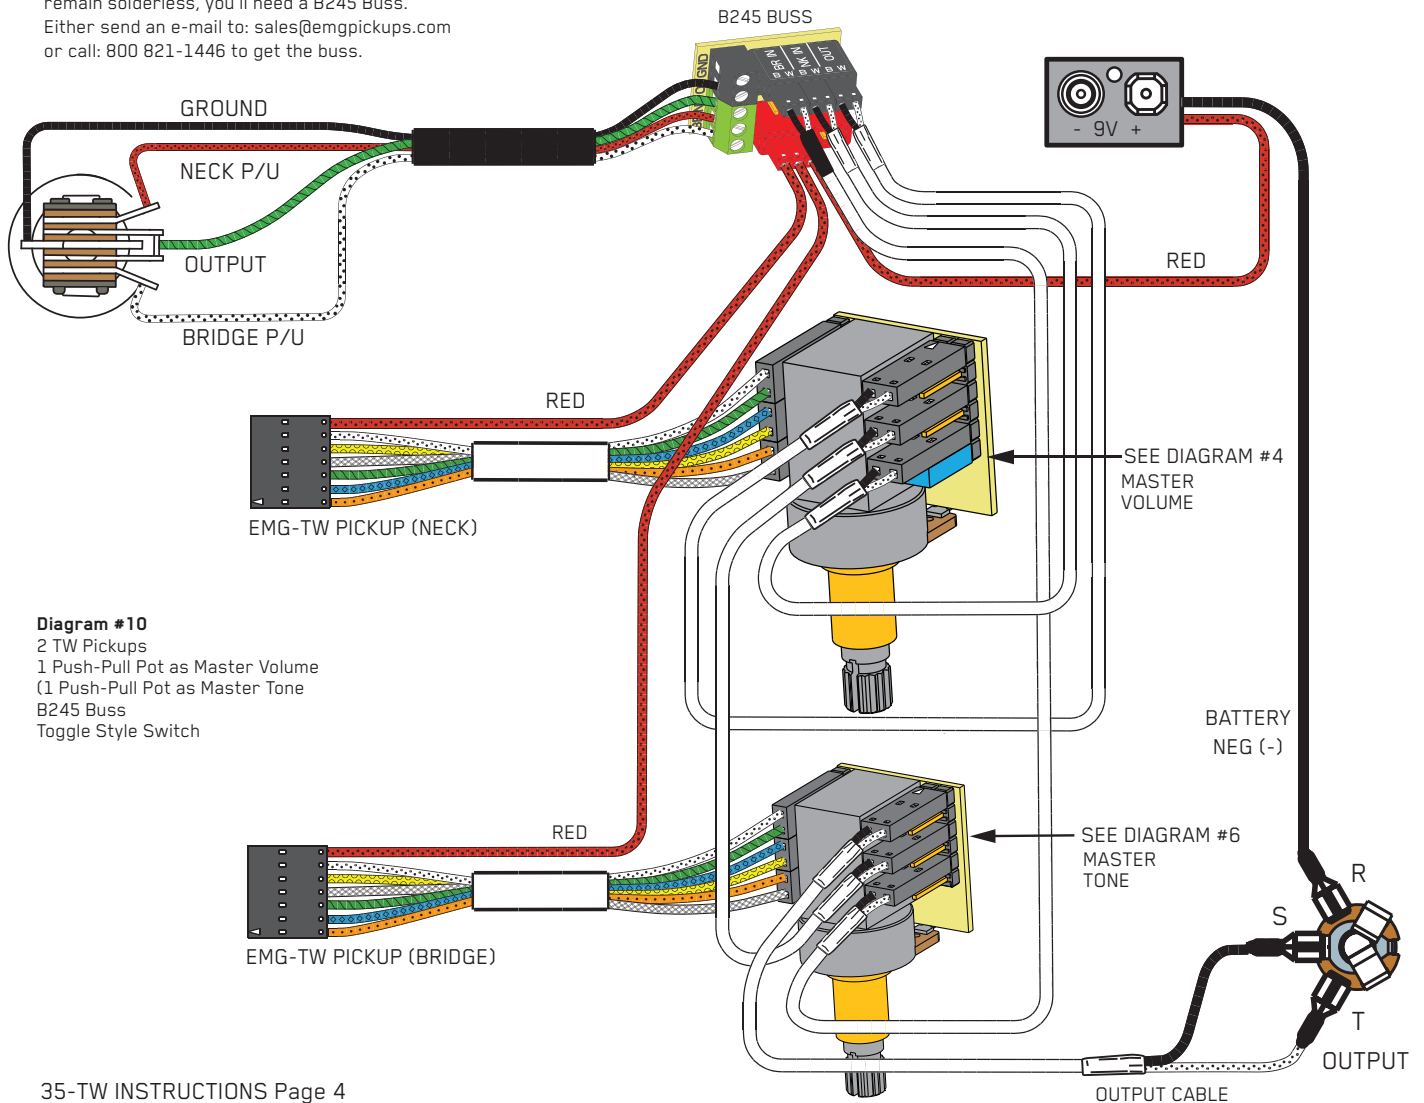 remain solderless, you'll need a B245 Buss.
Either send an e-mail to: sales@emgpickups.com
or call: 800 821-1446 to get the buss.
B245 BUSS
GND
BR IN
NK IN
OUT
B W B W B W
GROUND
NECK P/U
OUTPUT
BRIDGE P/U
- 9V +
RED
RED
EMG-TW PICKUP (NECK)
SEE DIAGRAM #4
MASTER
VOLUME
Diagram #10
2 TW Pickups
1 Push-Pull Pot as Master Volume
(1 Push-Pull Pot as Master Tone
B245 Buss
Toggle Style Switch
BATTERY
NEG (-)
RED
SEE DIAGRAM #6
MASTER
TONE
EMG-TW PICKUP (BRIDGE)
R
S
T
OUTPUT
OUTPUT CABLE
35-TW INSTRUCTIONS Page 4